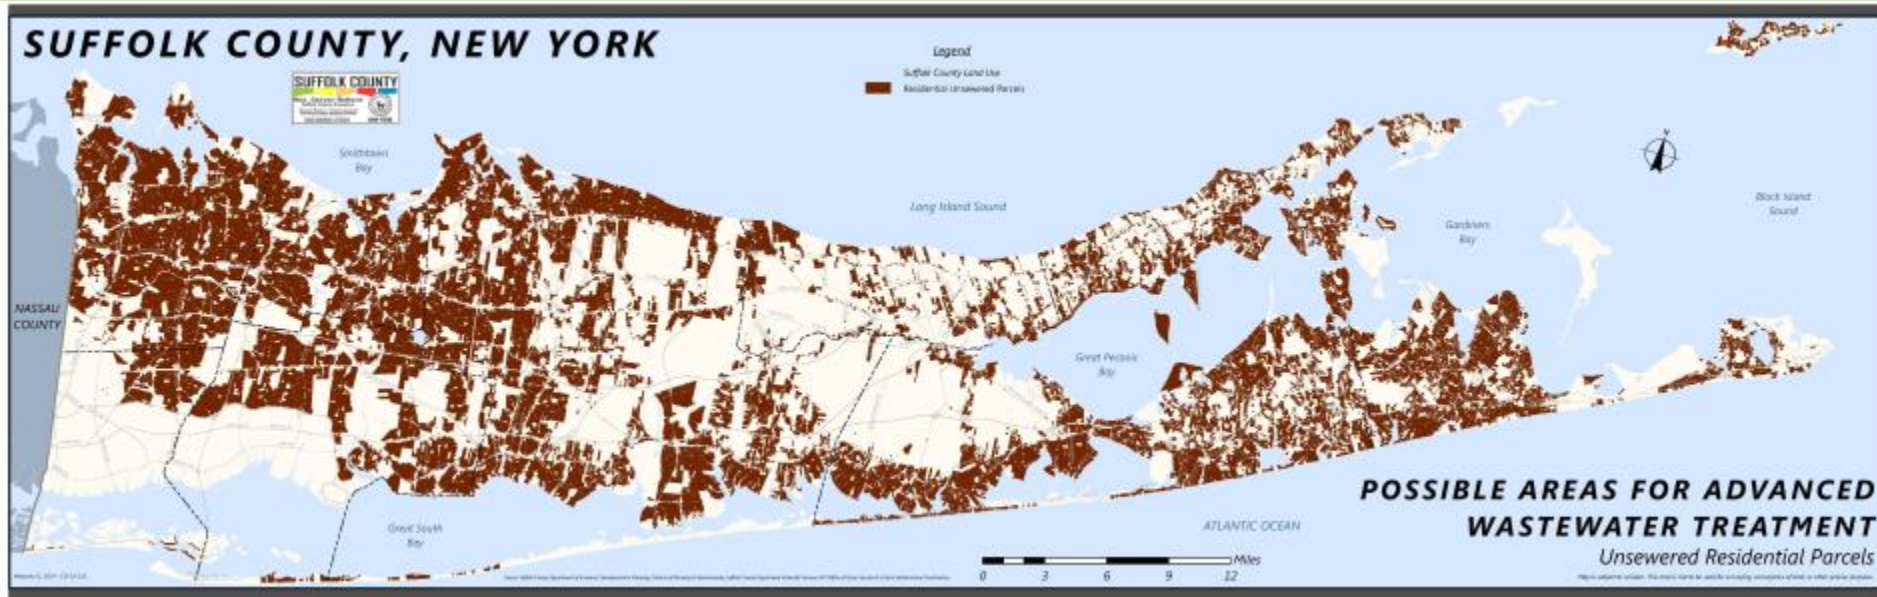 SUFFOLK COUNTY, NEW YORK
SUFFOLK COUNTY
Legend
Suffolk County Land Use
Residential Unsewered Parcels
Smithtown
Bay
Long Island Sound
Block Island
Sound
Gardiners
Bay
NASSAU
COUNTY
Great Peconic
Bay
Great South
Bay
ATLANTIC OCEAN
POSSIBLE AREAS FOR ADVANCED
WASTEWATER TREATMENT
Unsewered Residential Parcels
Miles
0 3 6 9 12